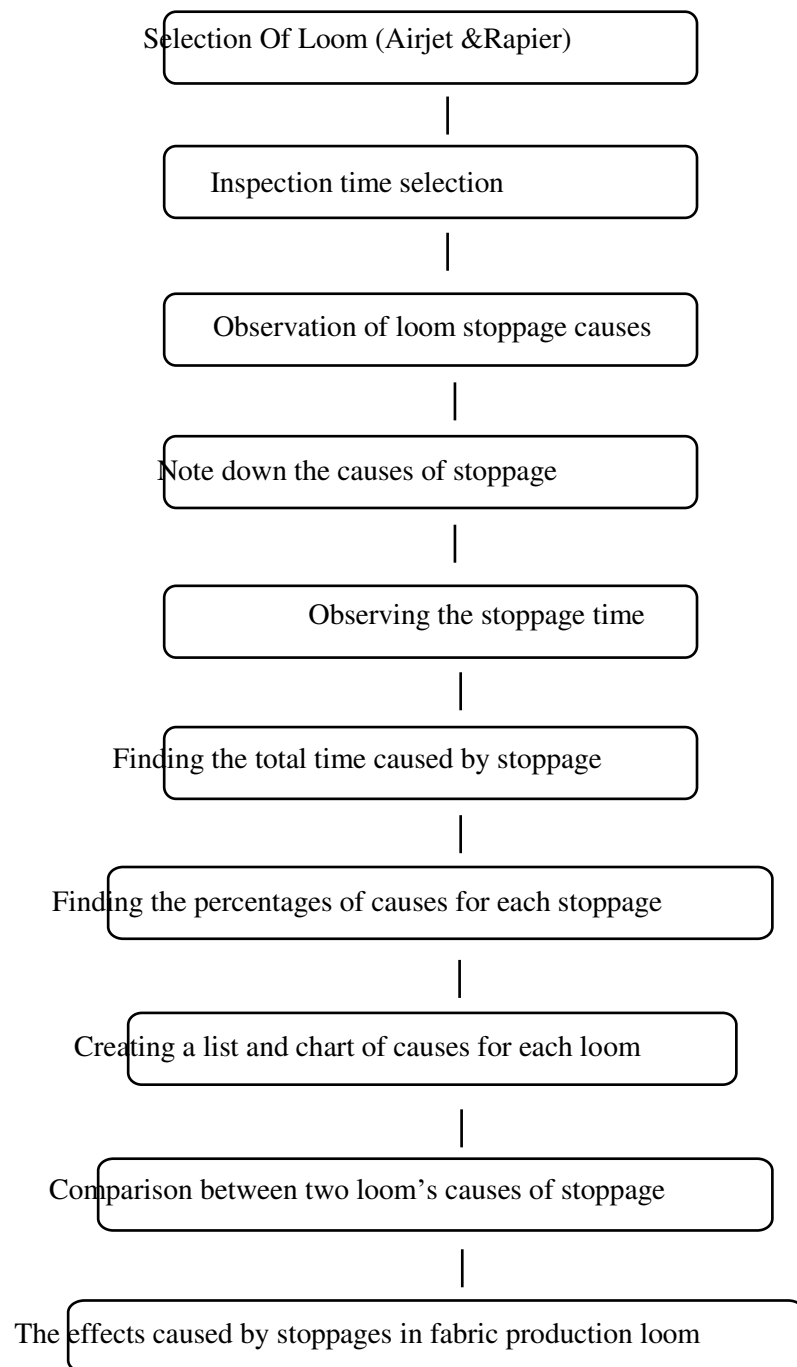 Selection Of Loom (Airjet &Rapier)
Inspection time selection
Observation of loom stoppage causes
Note down the causes of stoppage
Observing the stoppage time
Finding the total time caused by stoppage
Finding the percentages of causes for each stoppage
Creating a list and chart of causes for each loom
Comparison between two loom’s causes of stoppage
The effects caused by stoppages in fabric production loom